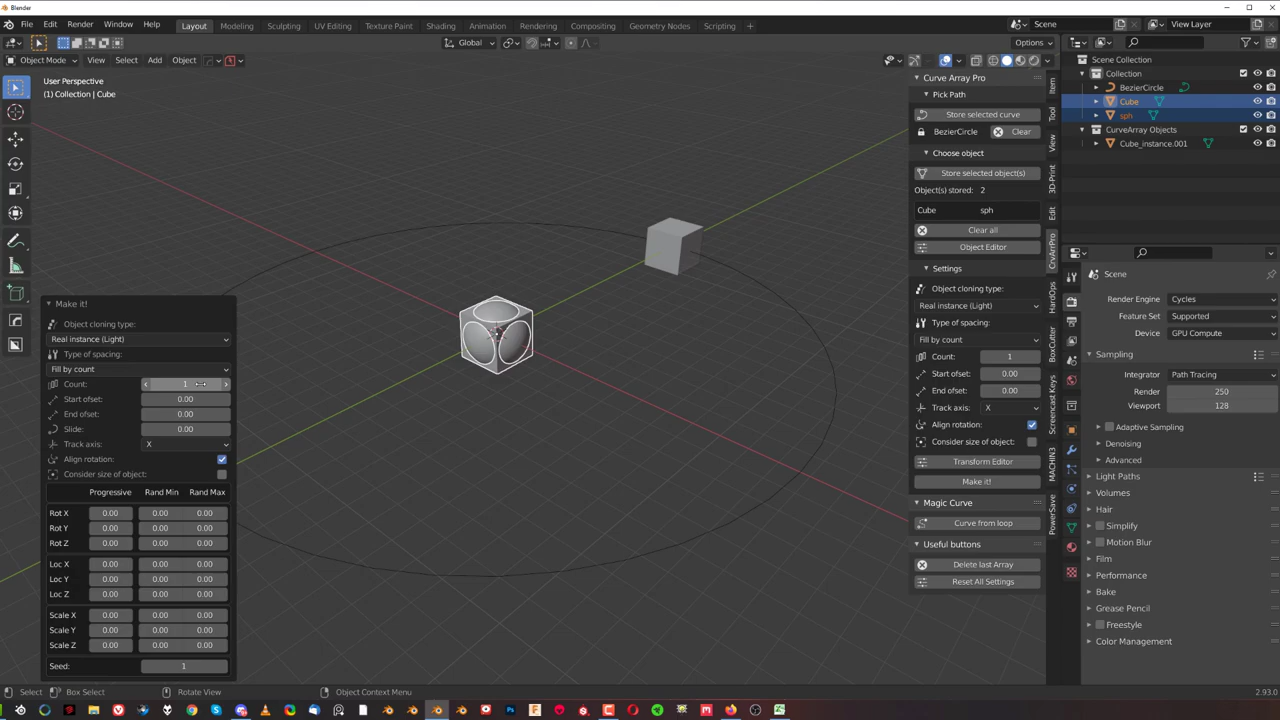 Blender
File Edit Render Window Help Layout Modeling Sculpting UV Editing Texture Paint Shading Animation Rendering Compositing Geometry Nodes Scripting Scene View Layer
Global Options
Object Mode View Select Add Object
User Perspective
(1) Collection | Cube
Make it!
Object cloning type:
Real instance (Light)
Type of spacing:
Fill by count
Count: 1
Start ofset: 0.00
End ofset: 0.00
Slide: 0.00
Track axis: X
Align rotation:
Consider size of object:
Progressive Rand Min Rand Max
Rot X 0.00 0.00 0.00
Rot Y 0.00 0.00 0.00
Rot Z 0.00 0.00 0.00
Loc X 0.00 0.00 0.00
Loc Y 0.00 0.00 0.00
Loc Z 0.00 0.00 0.00
Scale X 0.00 0.00 0.00
Scale Y 0.00 0.00 0.00
Scale Z 0.00 0.00 0.00
Seed: 1
Curve Array Pro
Pick Path
Store selected curve
BezierCircle Clear
Choose object
Store selected object(s)
Object(s) stored: 2
Cube sph
Clear all
Object Editor
Settings
Object cloning type:
Real instance (Light)
Type of spacing:
Fill by count
Count: 1
Start ofset: 0.00
End ofset: 0.00
Track axis: X
Align rotation:
Consider size of object:
Transform Editor
Make it!
Magic Curve
Curve from loop
Useful buttons
Delete last Array
Reset All Settings
Item
Tool
View
3D-Print
Edit
CrvArrPro
HardOps
BoxCutter
Screencast Keys
MACHIN3
PowerSave
Scene Collection
Collection
BezierCircle
Cube
sph
CurveArray Objects
Cube_instance.001
Scene
Render Engine Cycles
Feature Set Supported
Device GPU Compute
Sampling
Integrator Path Tracing
Render 250
Viewport 128
Adaptive Sampling
Denoising
Advanced
Light Paths
Volumes
Hair
Simplify
Motion Blur
Film
Performance
Bake
Grease Pencil
Freestyle
Color Management
Select Box Select Rotate View Object Context Menu 2.93.0